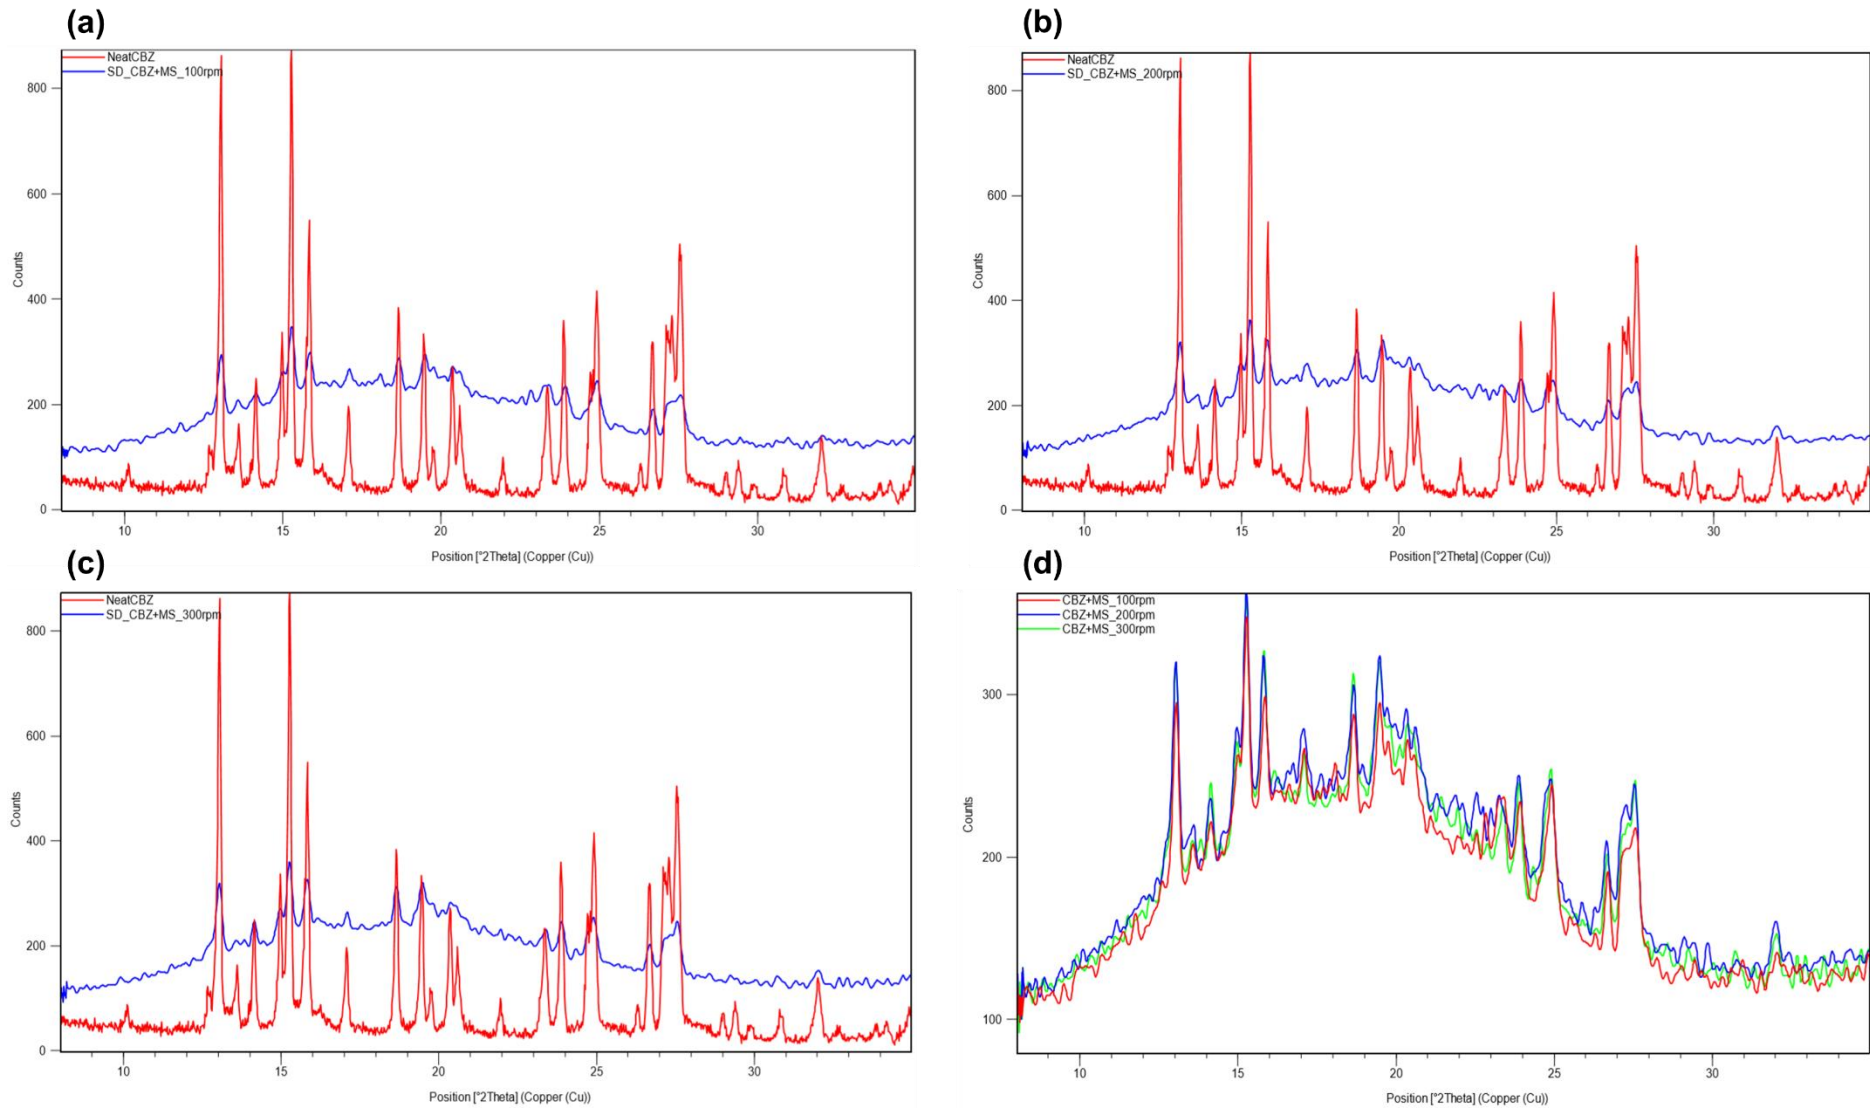 (a)
NeatCBZ
SD_CBZ+MS_100rpm
800
600
400
200
0
Counts
10 15 20 25 30
Position [°2Theta] (Copper (Cu))
(b)
NeatCBZ
SD_CBZ+MS_200rpm
800
600
400
200
0
Counts
10 15 20 25 30
Position [°2Theta] (Copper (Cu))
(c)
NeatCBZ
SD_CBZ+MS_300rpm
800
600
400
200
0
Counts
10 15 20 25 30
Position [°2Theta] (Copper (Cu))
(d)
CBZ+MS_100rpm
CBZ+MS_200rpm
CBZ+MS_300rpm
300
200
100
Counts
10 15 20 25 30
Position [°2Theta] (Copper (Cu))